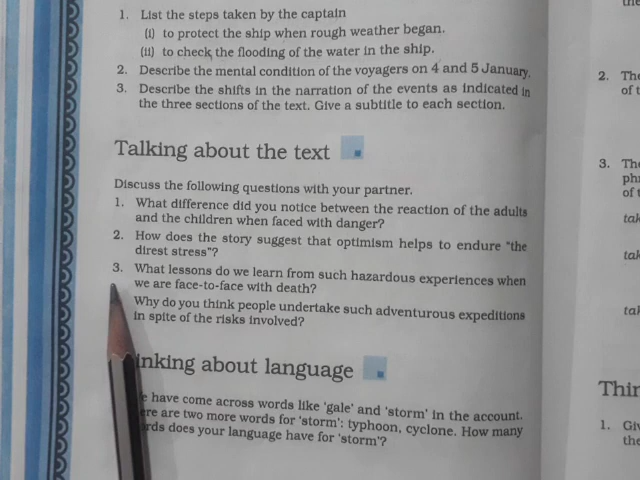 1. List the steps taken by the captain
(i) to protect the ship when rough weather began.
(ii) to check the flooding of the water in the ship.
2. Describe the mental condition of the voyagers on 4 and 5 January.
3. Describe the shifts in the narration of the events as indicated in
the three sections of the text. Give a subtitle to each section.
Talking about the text
Discuss the following questions with your partner.
1. What difference did you notice between the reaction of the adults
and the children when faced with danger?
2. How does the story suggest that optimism helps to endure "the
direst stress"?
3. What lessons do we learn from such hazardous experiences when
we are face-to-face with death?
Why do you think people undertake such adventurous expeditions
in spite of the risks involved?
inking about language
e have come across words like 'gale' and 'storm' in the account.
ere are two more words for 'storm': typhoon, cyclone. How many
rds does your language have for 'storm'?
2. The
of t
3. The
phr
of t
tak
tak
tak
Thin
1. Giv
the